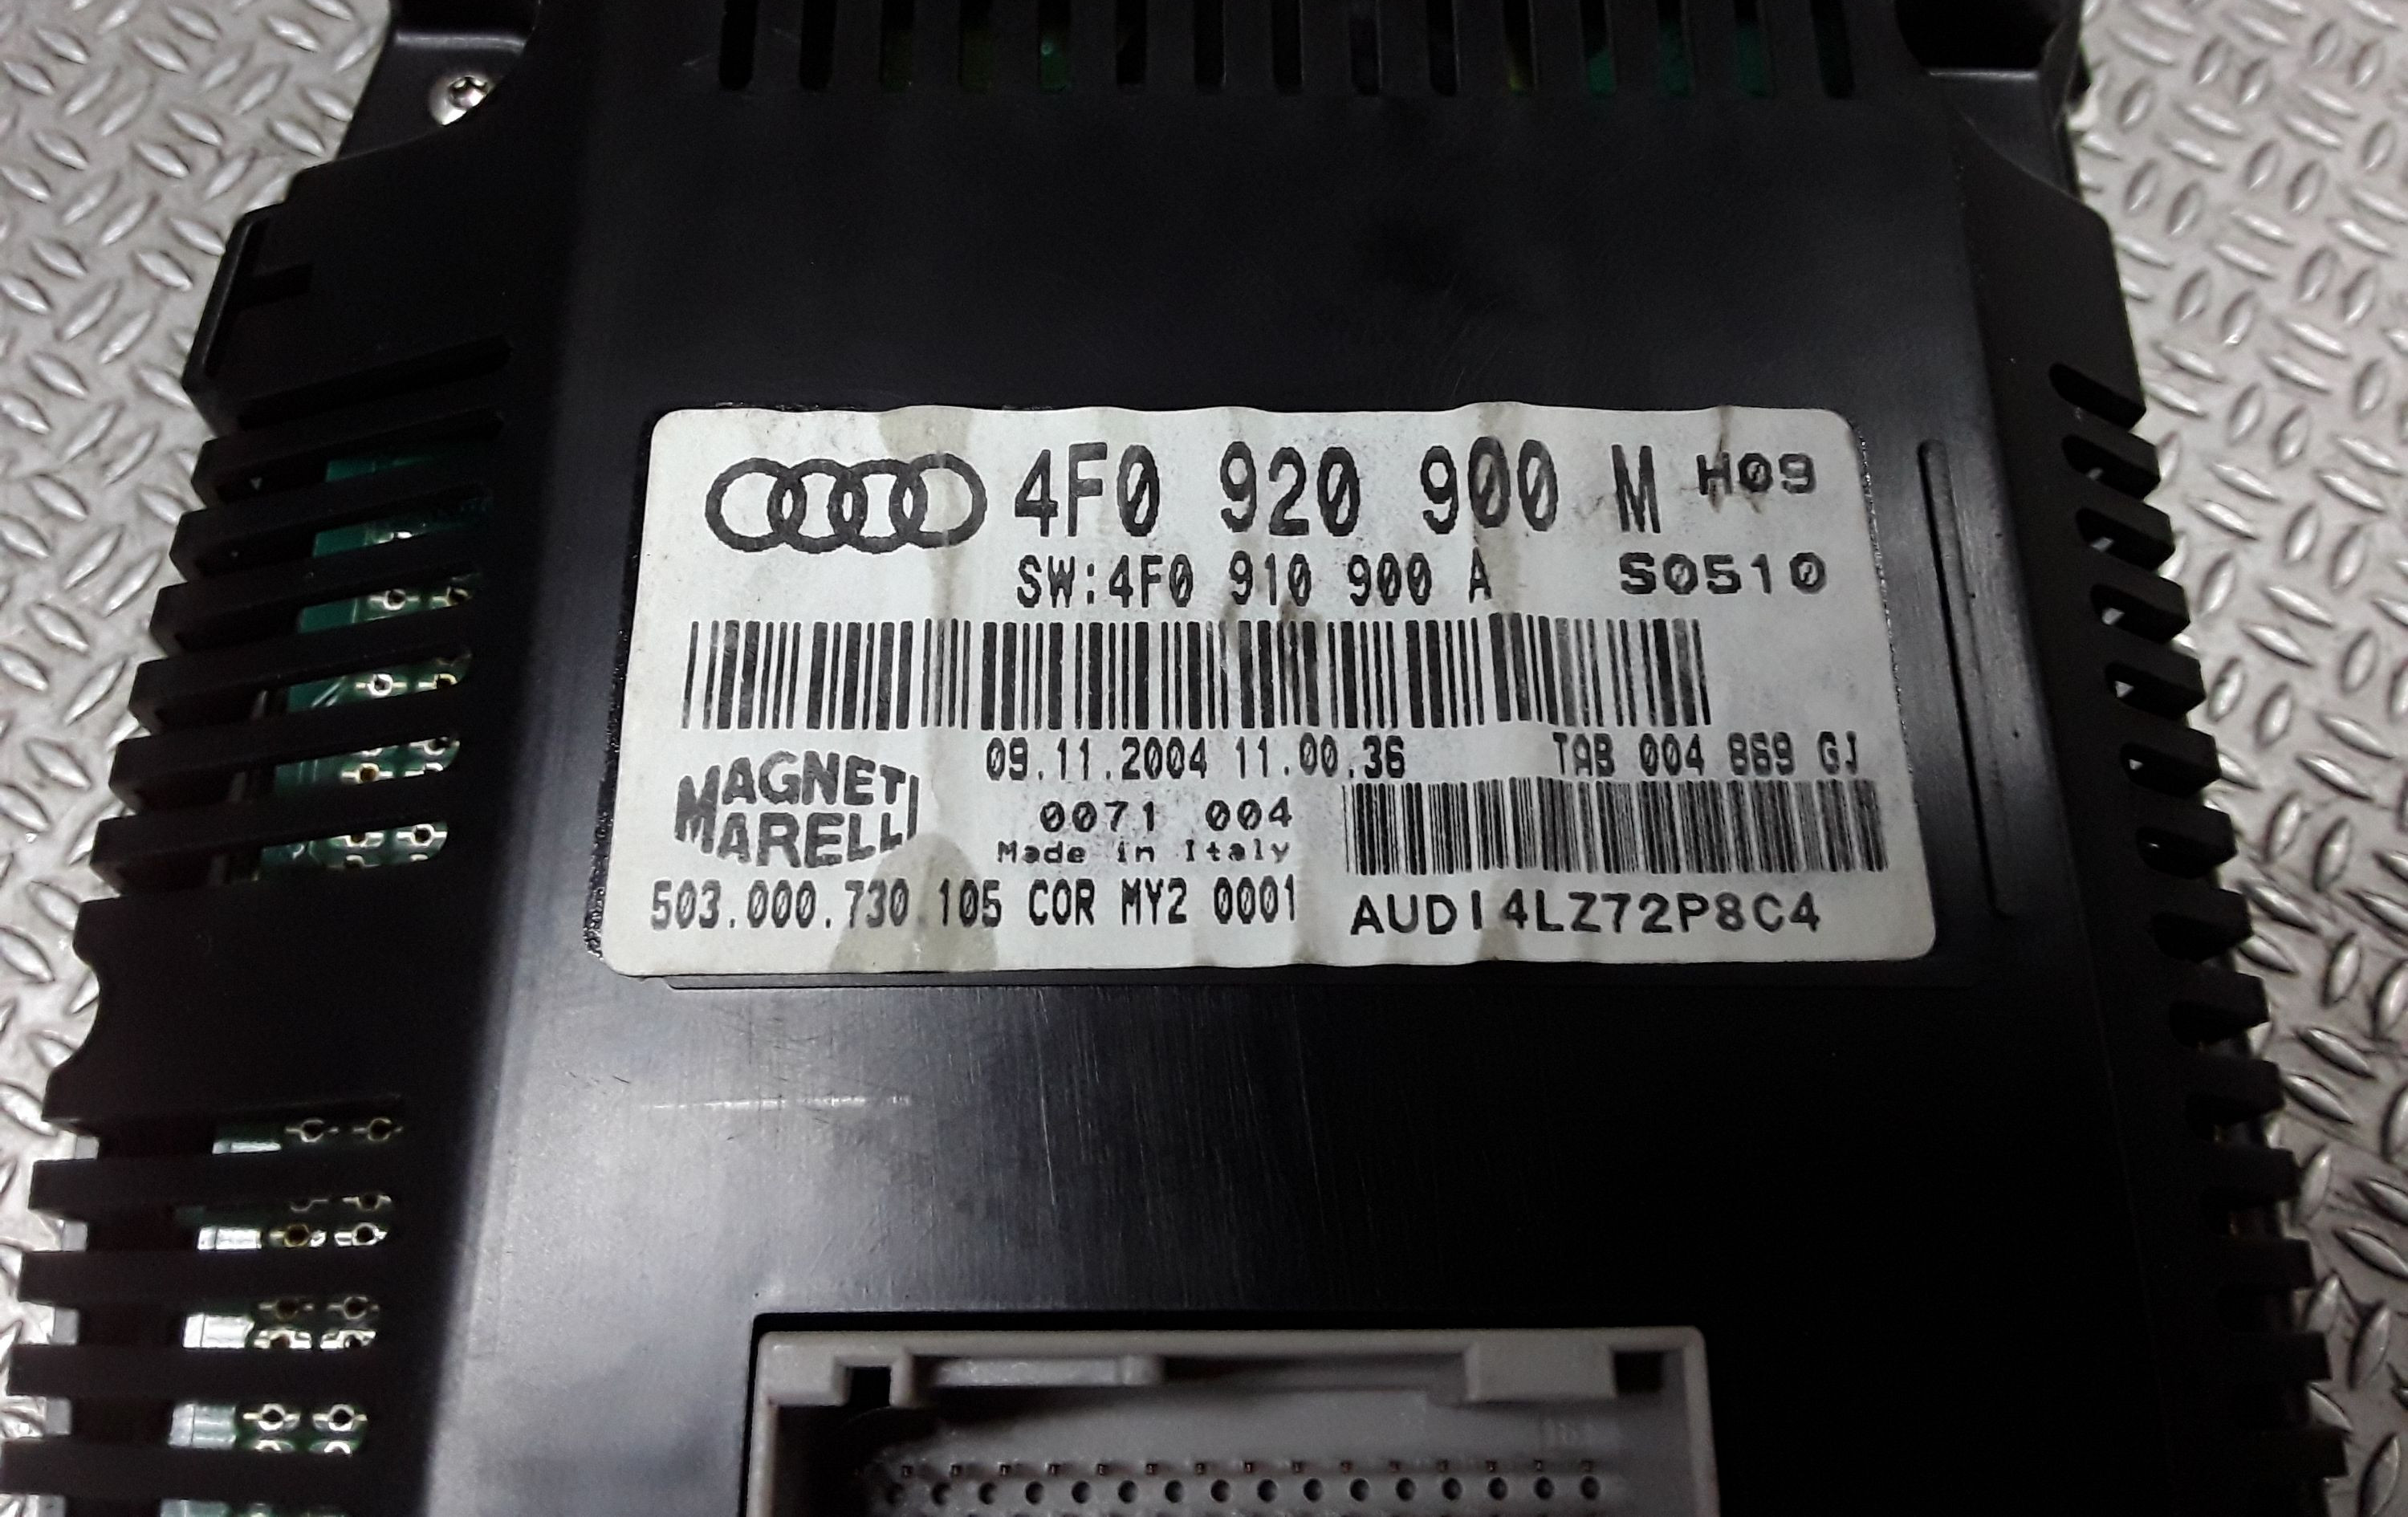 4F0 920 900 M H09
SW:4F0 910 900 A S0510
09.11.2004 11.00.36 TAB 004 869 GJ
MAGNETI
MARELLI
0071 004
Made in Italy
503.000.730.105 COR MY2 0001
AUDI4LZ72P8C4